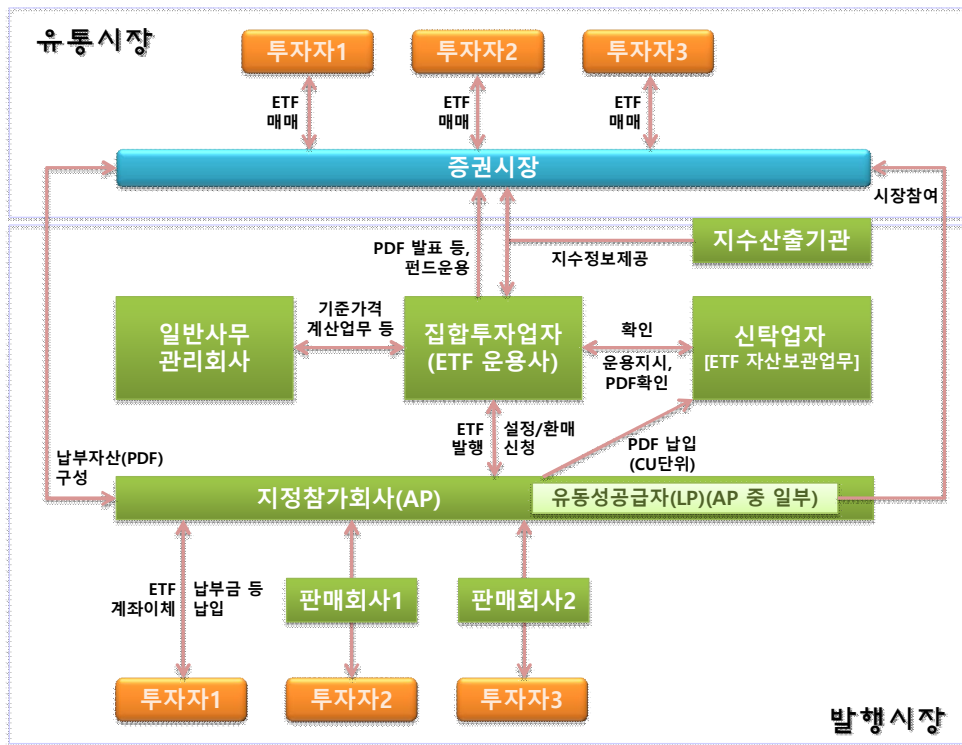 유통시장
투자자1
투자자2
투자자3
ETF
매매
ETF
매매
ETF
매매
증권시장
시장참여
PDF 발표 등,
펀드운용
지수정보제공
지수산출기관
일반사무
관리회사
기준가격
계산업무 등
집합투자업자
(ETF 운용사)
확인
운용지시,
PDF확인
신탁업자
[ETF 자산보관업무]
납부자산(PDF)
구성
ETF
발행
설정/환매
신청
PDF 납입
(CU단위)
지정참가회사(AP)
유동성공급자(LP)(AP 중 일부)
ETF
계좌이체
납부금 등
납입
판매회사1
판매회사2
투자자1
투자자2
투자자3
발행시장